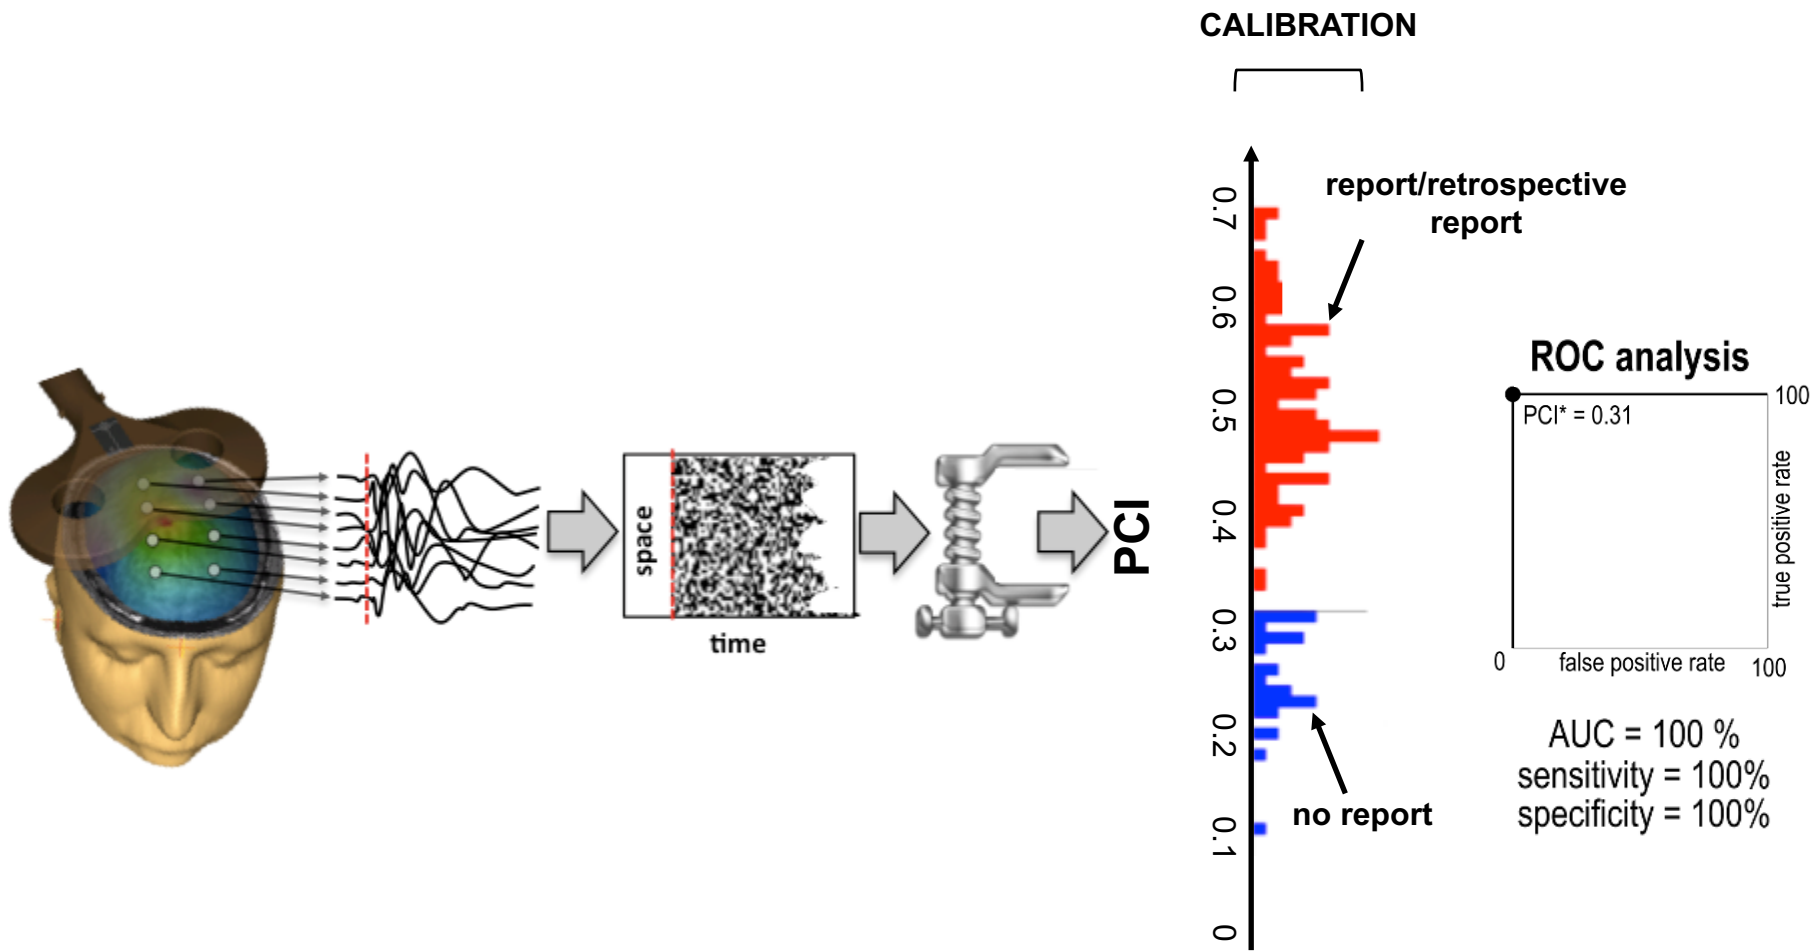 CALIBRATION
report/retrospective
report
0.7
0.6
0.5
0.4
0.3
0.2
0.1
0
no report
space
time
PCI
ROC analysis
PCI* = 0.31
100
true positive rate
0
false positive rate
100
AUC = 100 %
sensitivity = 100%
specificity = 100%